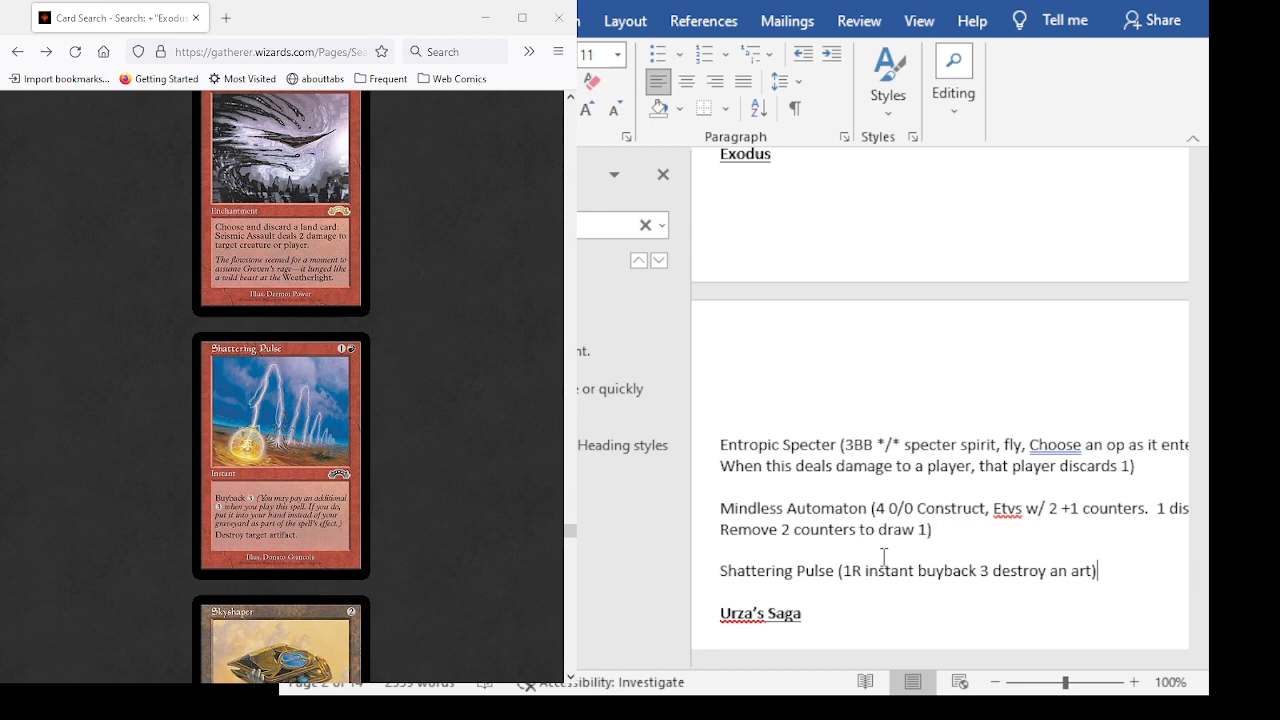 Card Search - Search: +"Exodus
https://gatherer.wizards.com/Pages/Sea
Search
Import bookmarks...
Getting Started
Most Visited
abouttabs
Frequent
Web Comics
Enchantment
Choose and discard a land card:
Seismic Assault deals 2 damage to
target creature or player.
The flowstone seemed for a moment to
assume Greven's rage—it lunged like
a wild beast at the Weatherlight.
Illus. Dermot Power
Shattering Pulse 1
Instant
Buyback 3 (You may pay an additional
3 when you play this spell. If you do,
put it into your hand instead of your
graveyard as part of the spell's effect.)
Destroy target artifact.
Illus. Donato Giancola
Skyshaper 2
Layout References Mailings Review View Help Tell me Share
11
Styles
Editing
Paragraph
Styles
nt.
e or quickly
Heading styles
Exodus
Entropic Specter (3BB */* specter spirit, fly, Choose an op as it ente
When this deals damage to a player, that player discards 1)
Mindless Automaton (4 0/0 Construct, Etvs w/ 2 +1 counters. 1 dis
Remove 2 counters to draw 1)
Shattering Pulse (1R instant buyback 3 destroy an art)
Urza's Saga
Accessibility: Investigate
100%